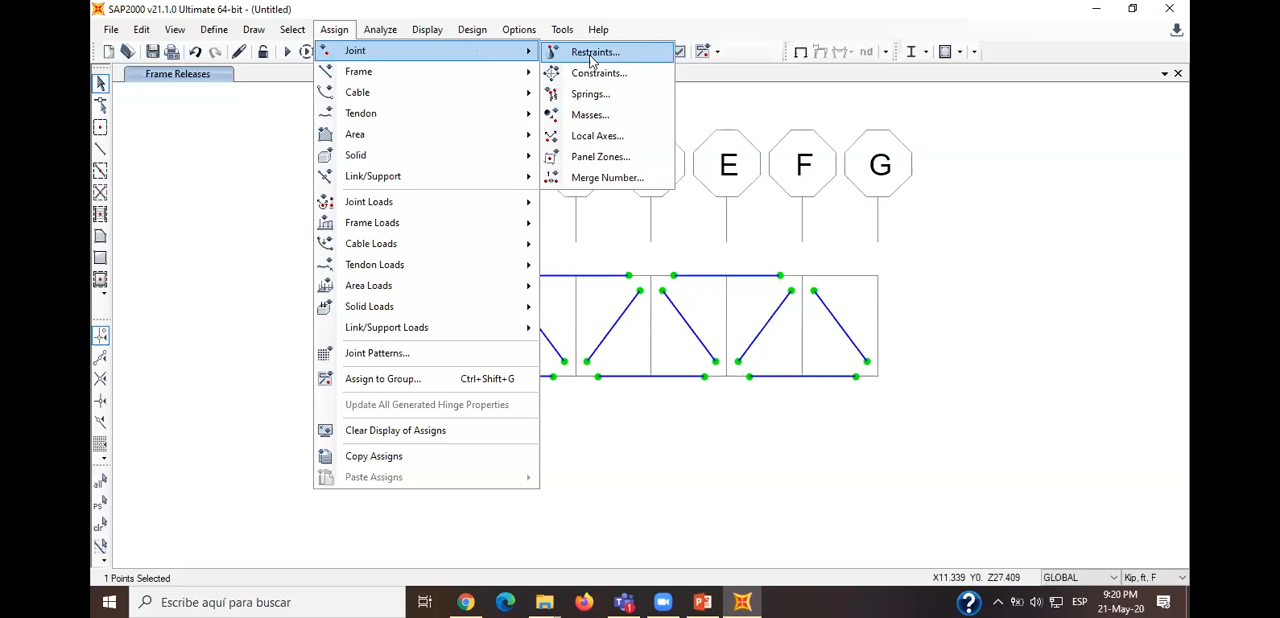 SAP2000 v21.1.0 Ultimate 64-bit - (Untitled)
File Edit View Define Draw Select Assign Analyze Display Design Options Tools Help
nd
Frame Releases
Joint
Frame
Cable
Tendon
Area
Solid
Link/Support
Joint Loads
Frame Loads
Cable Loads
Tendon Loads
Area Loads
Solid Loads
Link/Support Loads
Joint Patterns...
Assign to Group... Ctrl+Shift+G
Update All Generated Hinge Properties
Clear Display of Assigns
Copy Assigns
Paste Assigns
Restraints...
Constraints...
Springs...
Masses...
Local Axes...
Panel Zones...
Merge Number...
E F G
all
ps
clr
1 Points Selected
X11.339 Y0. Z27.409
GLOBAL
Kip, ft, F
Escribe aquí para buscar
ESP
9:20 PM
21-May-20